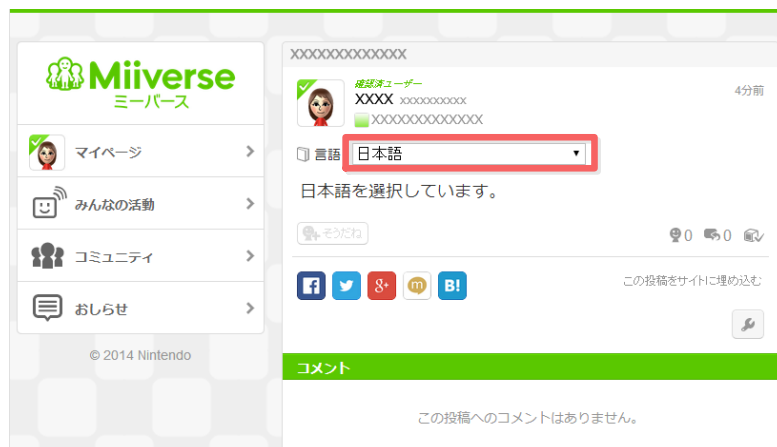 Miiverse
ミーバース
マイページ
みんなの活動
コミュニティ
おしらせ
© 2014 Nintendo
XXXXXXXXXXXXX
確認済ユーザー
XXXX xxxxxxxxxx
XXXXXXXXXXXXX
4分前
言語 日本語
日本語を選択しています。
そうだね
0 0
f 8+ m B!
この投稿をサイトに埋め込む
コメント
この投稿へのコメントはありません。